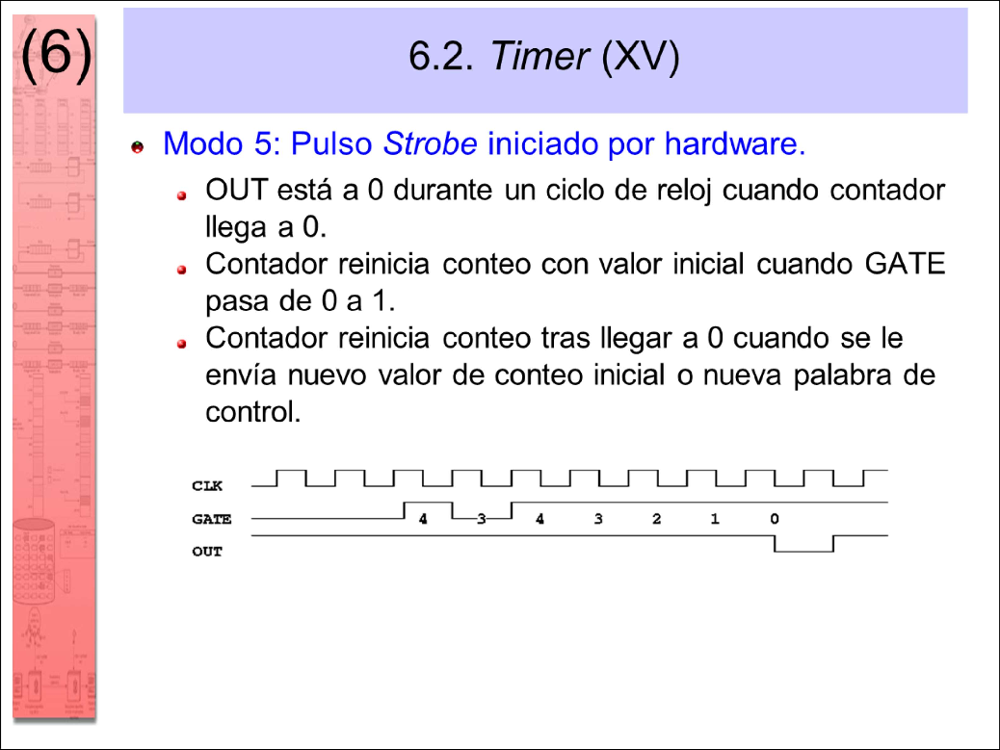 (6)
6.2. Timer (XV)
Modo 5: Pulso Strobe iniciado por hardware.
OUT está a 0 durante un ciclo de reloj cuando contador
llega a 0.
Contador reinicia conteo con valor inicial cuando GATE
pasa de 0 a 1.
Contador reinicia conteo tras llegar a 0 cuando se le
envía nuevo valor de conteo inicial o nueva palabra de
control.
CLK
GATE 4 3 4 3 2 1 0
OUT